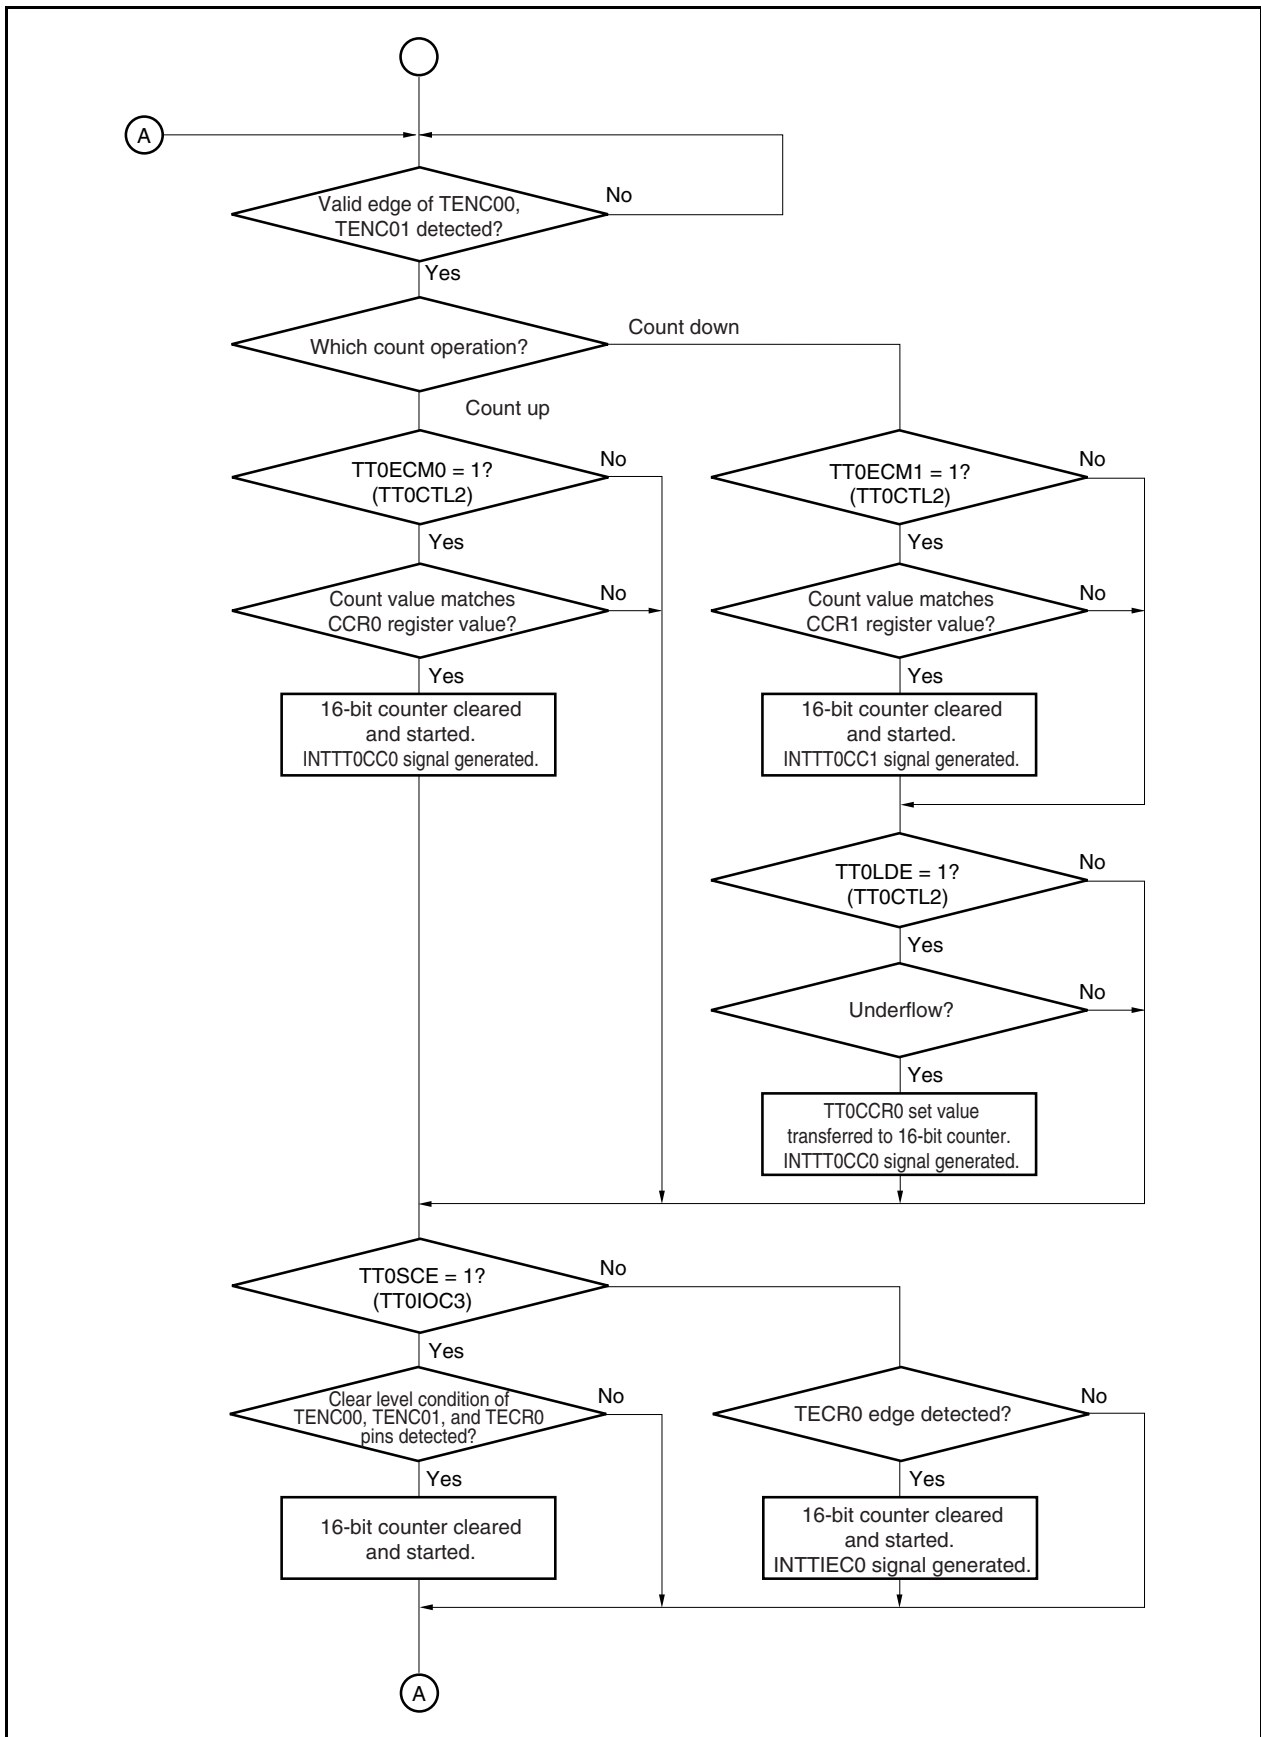 A
Valid edge of TENC00,
TENC01 detected?
No
Yes
Which count operation?
Count down
Count up
TT0ECM0 = 1?
(TT0CTL2)
No
TT0ECM1 = 1?
(TT0CTL2)
No
Yes
Yes
Count value matches
CCR0 register value?
No
Count value matches
CCR1 register value?
No
Yes
Yes
16-bit counter cleared
and started.
INTTT0CC0 signal generated.
16-bit counter cleared
and started.
INTTT0CC1 signal generated.
TT0LDE = 1?
(TT0CTL2)
No
Yes
Underflow?
No
Yes
TT0CCR0 set value
transferred to 16-bit counter.
INTTT0CC0 signal generated.
TT0SCE = 1?
(TT0IOC3)
No
Yes
Clear level condition of
TENC00, TENC01, and TECR0
pins detected?
No
TECR0 edge detected?
No
Yes
Yes
16-bit counter cleared
and started.
16-bit counter cleared
and started.
INTTIEC0 signal generated.
A